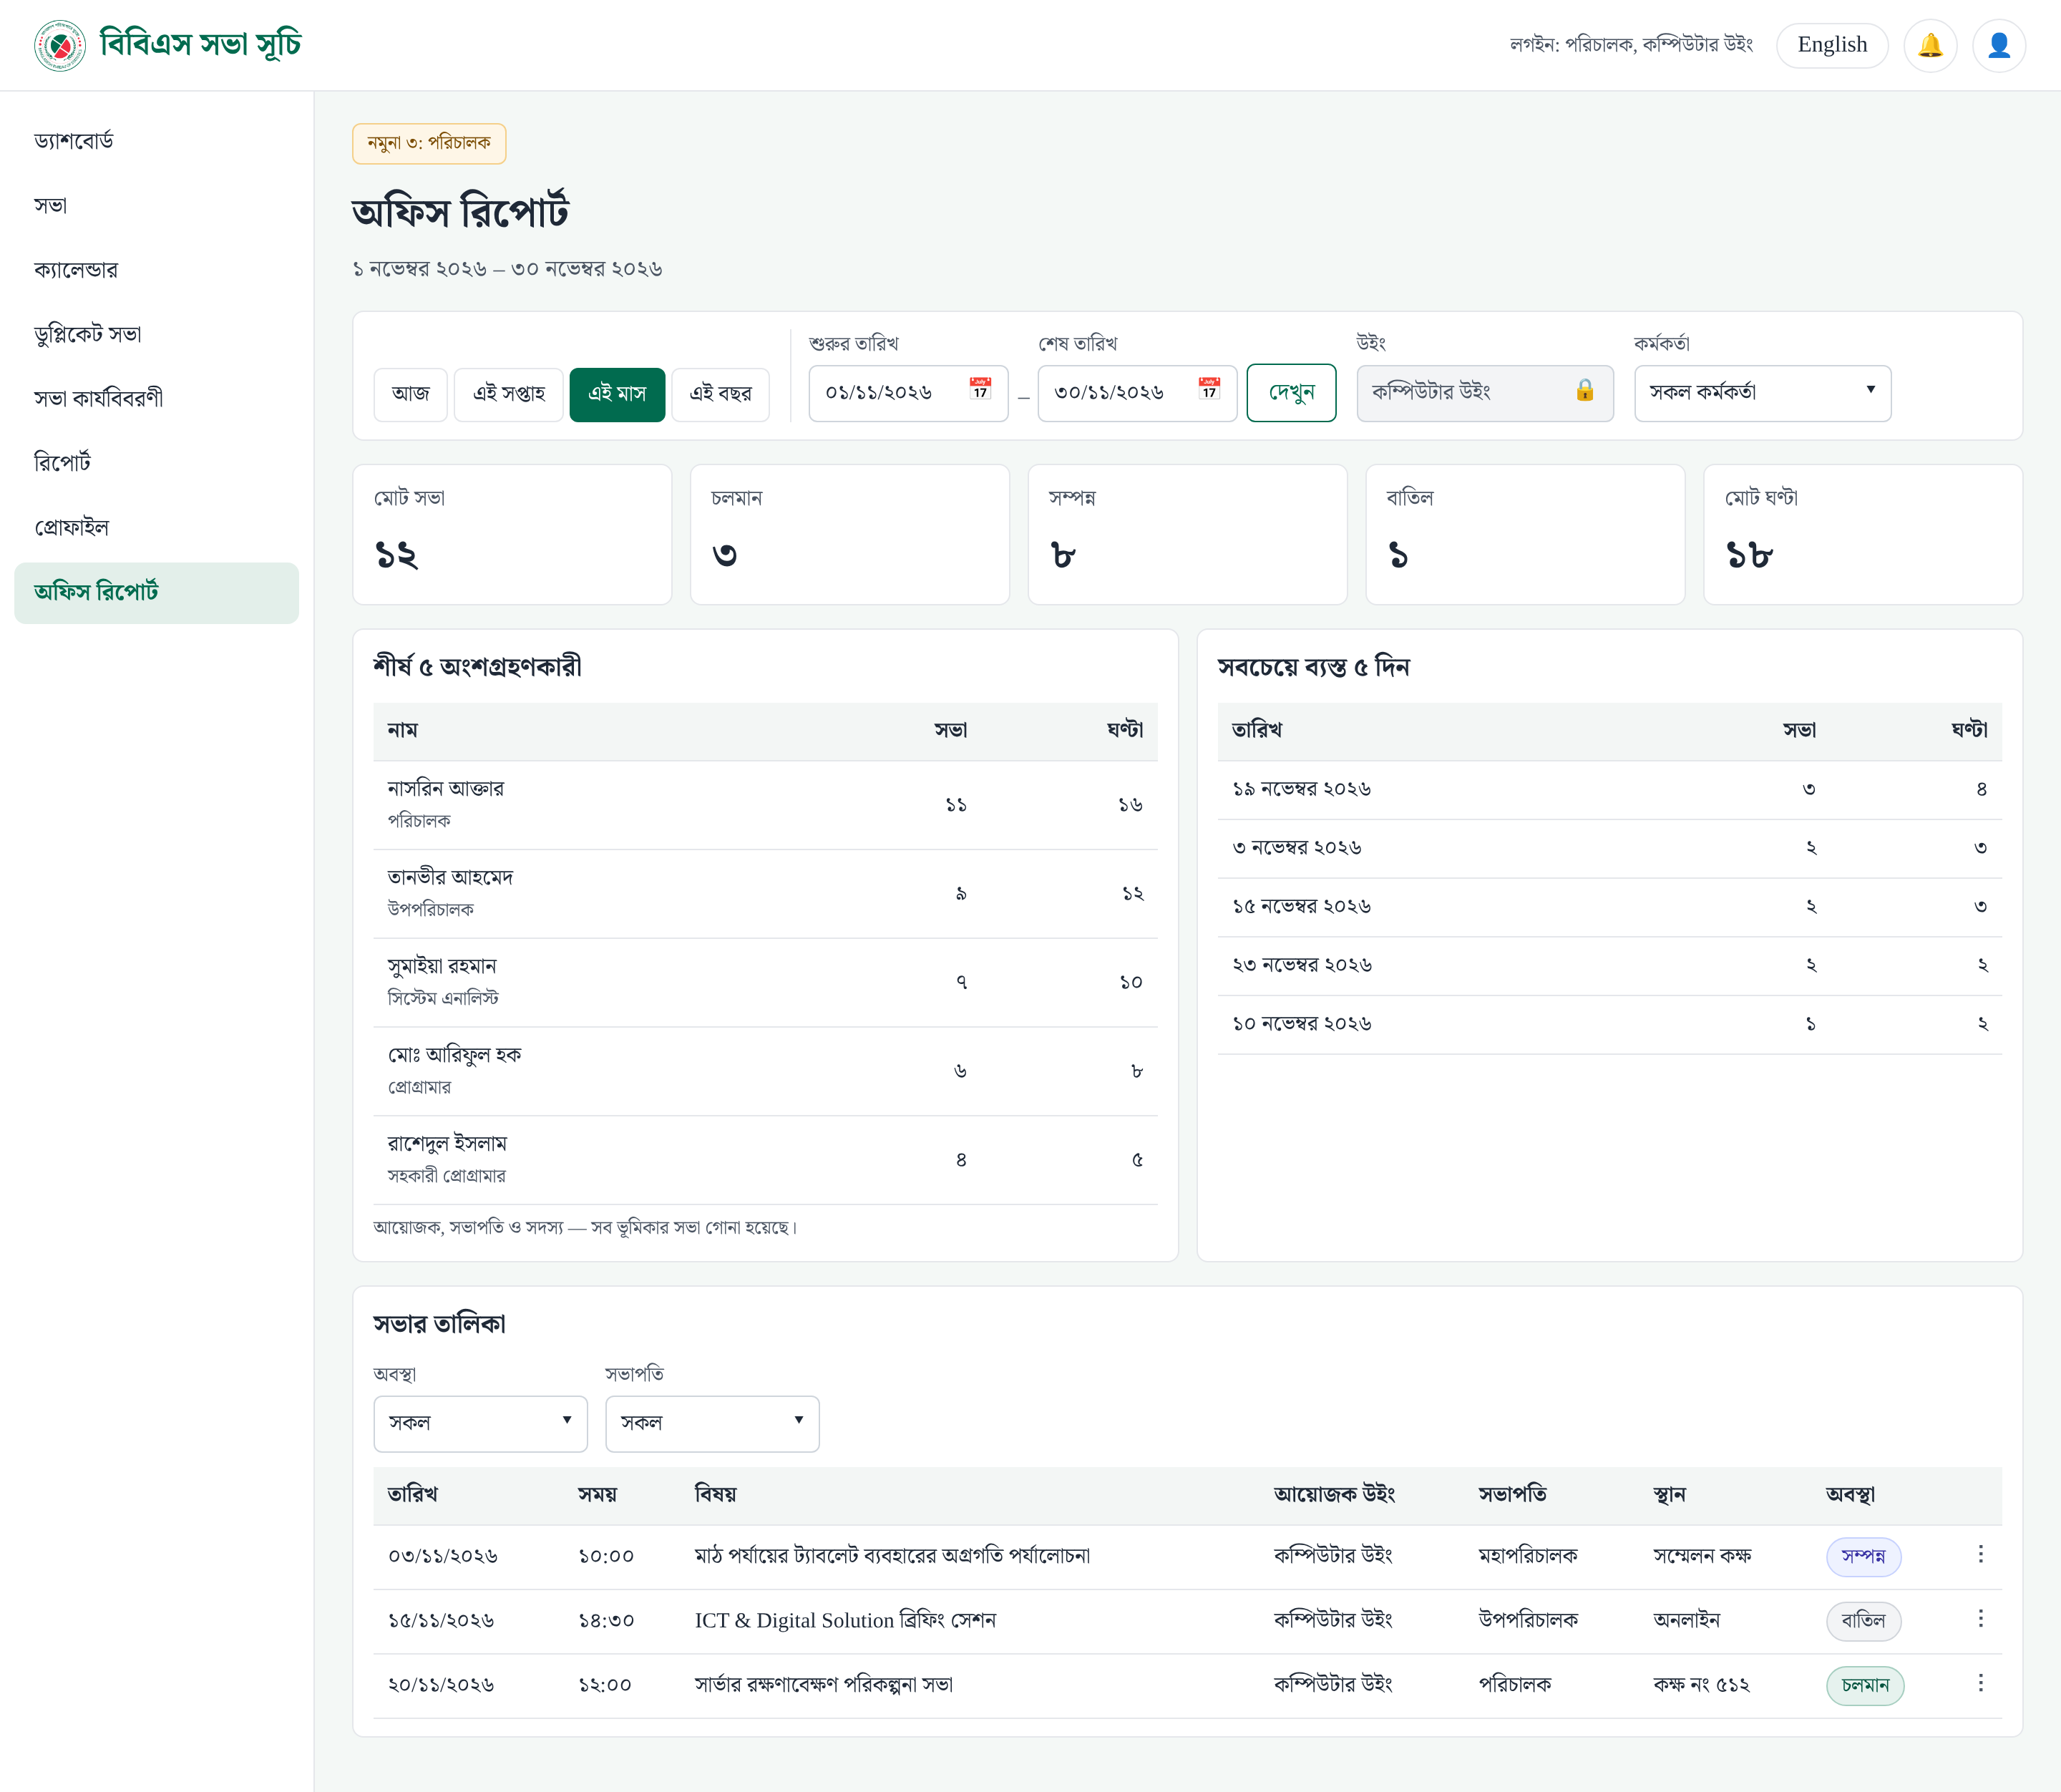 বিবিএস সভা সূচি
লগইন: পরিচালক, কম্পিউটার উইং
English
ড্যাশবোর্ড
সভা
ক্যালেন্ডার
ডুপ্লিকেট সভা
সভা কার্যবিবরণী
রিপোর্ট
প্রোফাইল
অফিস রিপোর্ট
নমুনা ৩: পরিচালক
অফিস রিপোর্ট
১ নভেম্বর ২০২৬ – ৩০ নভেম্বর ২০২৬
আজ
এই সপ্তাহ
এই মাস
এই বছর
শুরুর তারিখ
০১/১১/২০২৬
–
শেষ তারিখ
৩০/১১/২০২৬
দেখুন
উইং
কম্পিউটার উইং
কর্মকর্তা
সকল কর্মকর্তা
মোট সভা
১২
চলমান
৩
সম্পন্ন
৮
বাতিল
১
মোট ঘণ্টা
১৮
শীর্ষ ৫ অংশগ্রহণকারী
নাম সভা ঘণ্টা
নাসরিন আক্তার ১১ ১৬
পরিচালক
তানভীর আহমেদ ৯ ১২
উপপরিচালক
সুমাইয়া রহমান ৭ ১০
সিস্টেম এনালিস্ট
মোঃ আরিফুল হক ৬ ৮
প্রোগ্রামার
রাশেদুল ইসলাম ৪ ৫
সহকারী প্রোগ্রামার
আয়োজক, সভাপতি ও সদস্য — সব ভূমিকার সভা গোনা হয়েছে।
সবচেয়ে ব্যস্ত ৫ দিন
তারিখ সভা ঘণ্টা
১৯ নভেম্বর ২০২৬ ৩ ৪
৩ নভেম্বর ২০২৬ ২ ৩
১৫ নভেম্বর ২০২৬ ২ ৩
২৩ নভেম্বর ২০২৬ ২ ২
১০ নভেম্বর ২০২৬ ১ ২
সভার তালিকা
অবস্থা
সকল
সভাপতি
সকল
তারিখ সময় বিষয় আয়োজক উইং সভাপতি স্থান অবস্থা
০৩/১১/২০২৬ ১০:০০ মাঠ পর্যায়ের ট্যাবলেট ব্যবহারের অগ্রগতি পর্যালোচনা কম্পিউটার উইং মহাপরিচালক সম্মেলন কক্ষ সম্পন্ন
১৫/১১/২০২৬ ১৪:৩০ ICT & Digital Solution ব্রিফিং সেশন কম্পিউটার উইং উপপরিচালক অনলাইন বাতিল
২০/১১/২০২৬ ১২:০০ সার্ভার রক্ষণাবেক্ষণ পরিকল্পনা সভা কম্পিউটার উইং পরিচালক কক্ষ নং ৫১২ চলমান